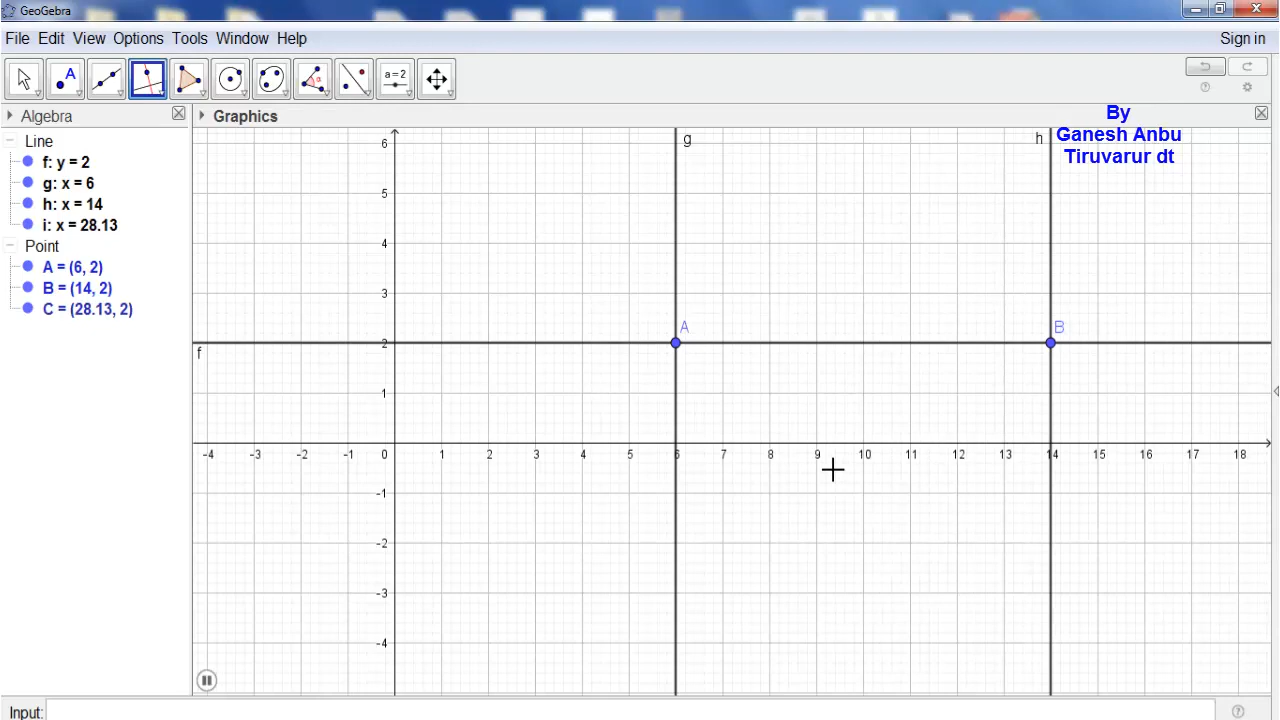 GeoGebra
File Edit View Options Tools Window Help
Sign in
A
α
a=2
Algebra
Graphics
Line
f: y = 2
g: x = 6
h: x = 14
i: x = 28.13
Point
A = (6, 2)
B = (14, 2)
C = (28.13, 2)
By
Ganesh Anbu
Tiruvarur dt
g
h
6
5
4
3
A
B
2
f
1
-4 -3 -2 -1 0 1 2 3 4 5 6 7 8 9 10 11 12 13 14 15 16 17 18
-1
-2
-3
-4
Input: